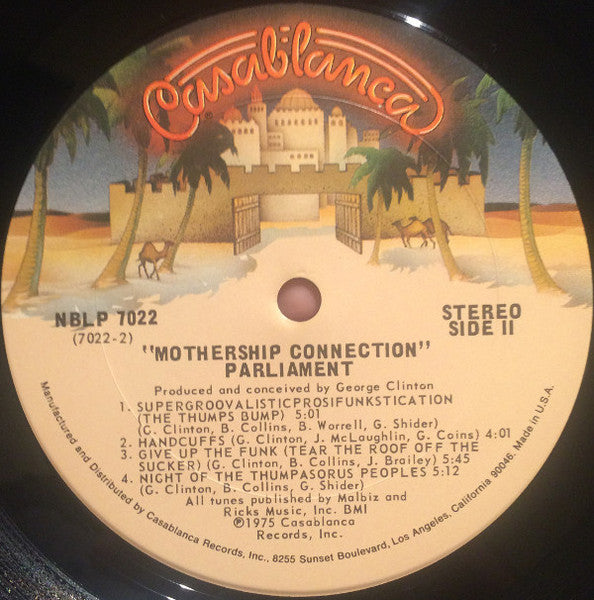 Casablanca
®
NBLP 7022
(7022-2)
STEREO
SIDE II
"MOTHERSHIP CONNECTION"
PARLIAMENT
Produced and conceived by George Clinton
1. SUPERGROOVALISTICPROSIFUNKSTICATION
(THE THUMPS BUMP) 5:01
(G. Clinton, B. Collins, B. Worrell, G. Shider)
2. HANDCUFFS (G. Clinton, J. McLaughlin, G. Coins) 4:01
3. GIVE UP THE FUNK (TEAR THE ROOF OFF THE
SUCKER) (G. Clinton, B. Collins, J. Brailey) 5:45
4. NIGHT OF THE THUMPASORUS PEOPLES 5:12
(G. Clinton, B. Collins, G. Shider)
All tunes published by Malbiz and
Ricks Music, Inc. BMI
℗1975 Casablanca
Records, Inc.
Manufactured and Distributed by Casablanca Records, Inc., 8255 Sunset Boulevard, Los Angeles, California 90046. Made in U.S.A.